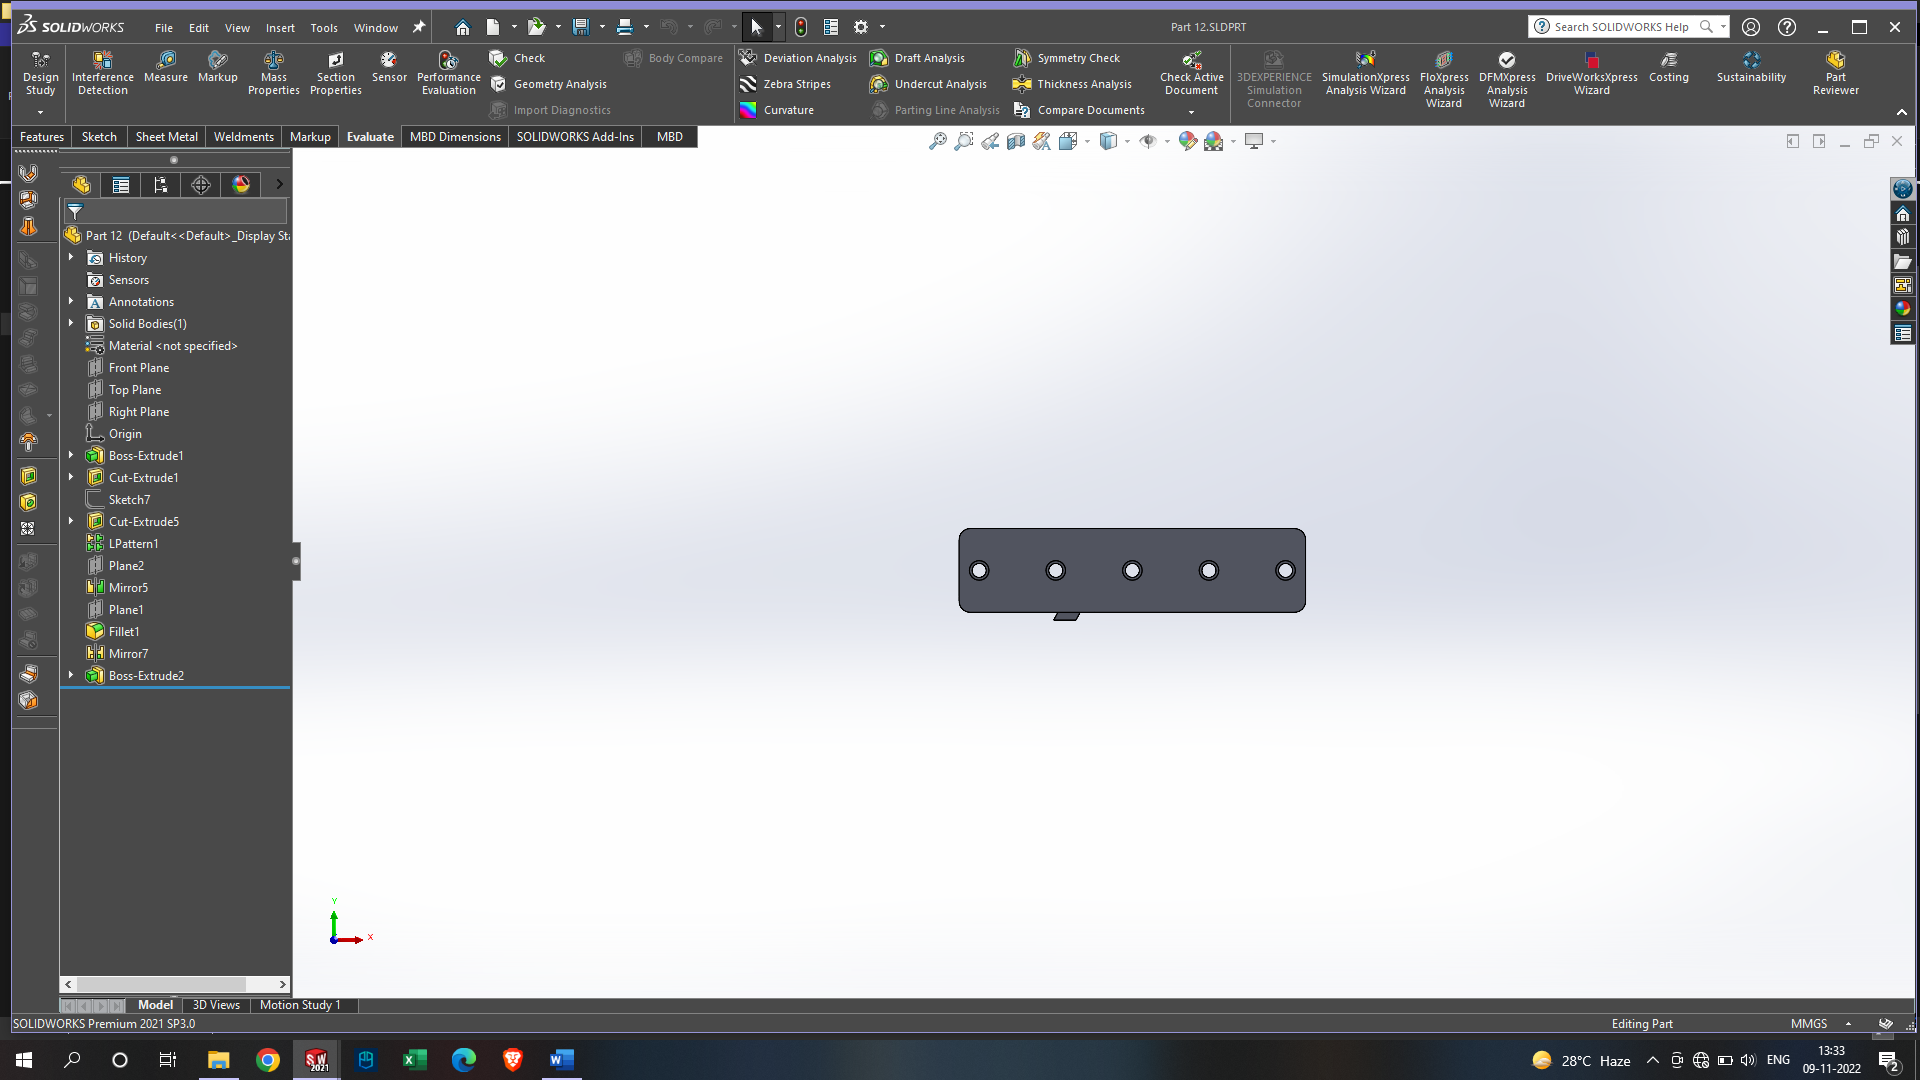 SOLIDWORKS File Edit View Insert Tools Window Part 12.SLDPRT Search SOLIDWORKS Help
Design Study
Interference Detection
Measure
Markup
Mass Properties
Section Properties
Sensor
Performance Evaluation
Check
Geometry Analysis
Import Diagnostics
Body Compare
Deviation Analysis
Zebra Stripes
Curvature
Draft Analysis
Undercut Analysis
Parting Line Analysis
Symmetry Check
Thickness Analysis
Compare Documents
Check Active Document
3DEXPERIENCE Simulation Connector
SimulationXpress Analysis Wizard
FloXpress Analysis Wizard
DFMXpress Analysis Wizard
DriveWorksXpress Wizard
Costing
Sustainability
Part Reviewer
Features Sketch Sheet Metal Weldments Markup Evaluate MBD Dimensions SOLIDWORKS Add-Ins MBD
Part 12 (Default<<Default>_Display Sta
History
Sensors
Annotations
Solid Bodies(1)
Material <not specified>
Front Plane
Top Plane
Right Plane
Origin
Boss-Extrude1
Cut-Extrude1
Sketch7
Cut-Extrude5
LPattern1
Plane2
Mirror5
Plane1
Fillet1
Mirror7
Boss-Extrude2
Y
X
Model 3D Views Motion Study 1
SOLIDWORKS Premium 2021 SP3.0 Editing Part MMGS
28°C Haze ENG 13:33
09-11-2022 2